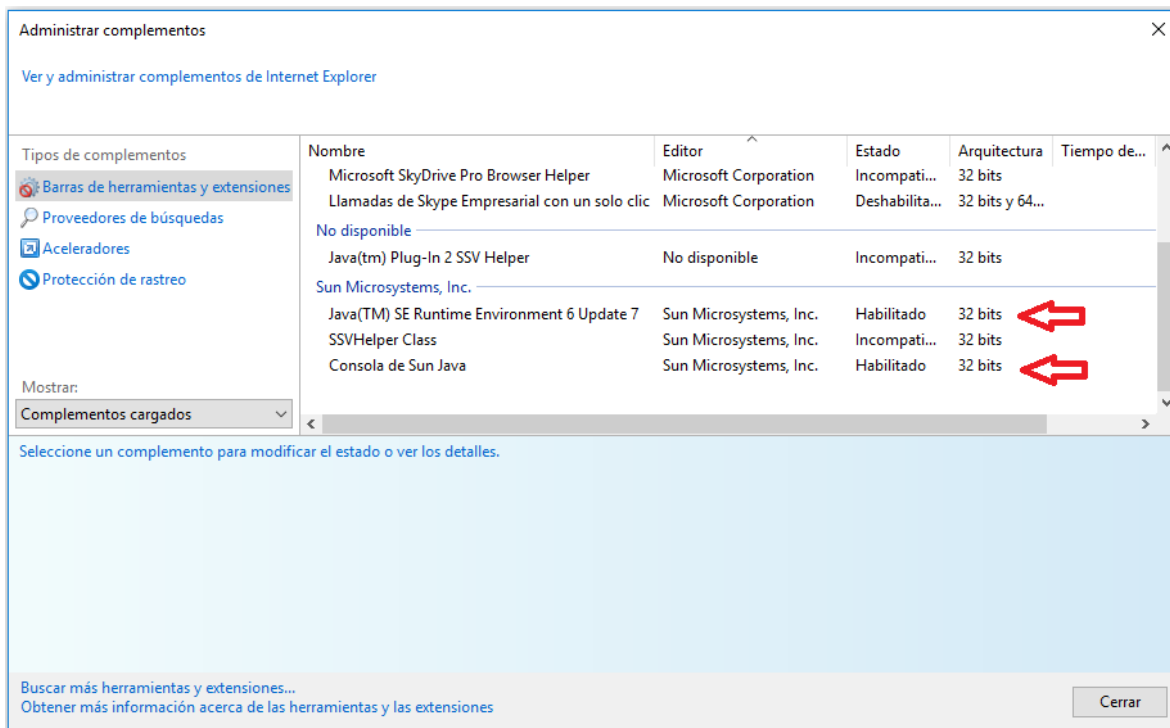 Administrar complementos
Ver y administrar complementos de Internet Explorer
Tipos de complementos
Barras de herramientas y extensiones
Proveedores de búsquedas
Aceleradores
Protección de rastreo
Mostrar:
Complementos cargados
Nombre Editor Estado Arquitectura Tiempo de...
Microsoft SkyDrive Pro Browser Helper Microsoft Corporation Incompati... 32 bits
Llamadas de Skype Empresarial con un solo clic Microsoft Corporation Deshabilita... 32 bits y 64...
No disponible
Java(tm) Plug-In 2 SSV Helper No disponible Incompati... 32 bits
Sun Microsystems, Inc.
Java(TM) SE Runtime Environment 6 Update 7 Sun Microsystems, Inc. Habilitado 32 bits
SSVHelper Class Sun Microsystems, Inc. Incompati... 32 bits
Consola de Sun Java Sun Microsystems, Inc. Habilitado 32 bits
Seleccione un complemento para modificar el estado o ver los detalles.
Buscar más herramientas y extensiones...
Obtener más información acerca de las herramientas y las extensiones
Cerrar